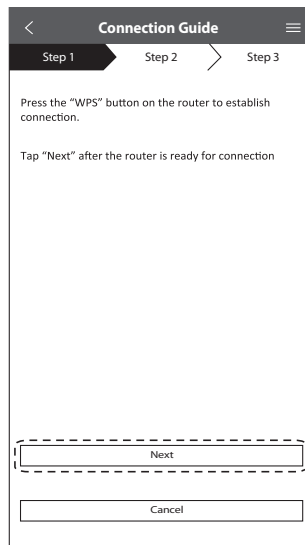 Connection Guide
Step 1 Step 2 Step 3
Press the “WPS” button on the router to establish
connection.
Tap “Next” after the router is ready for connection
Next
Cancel